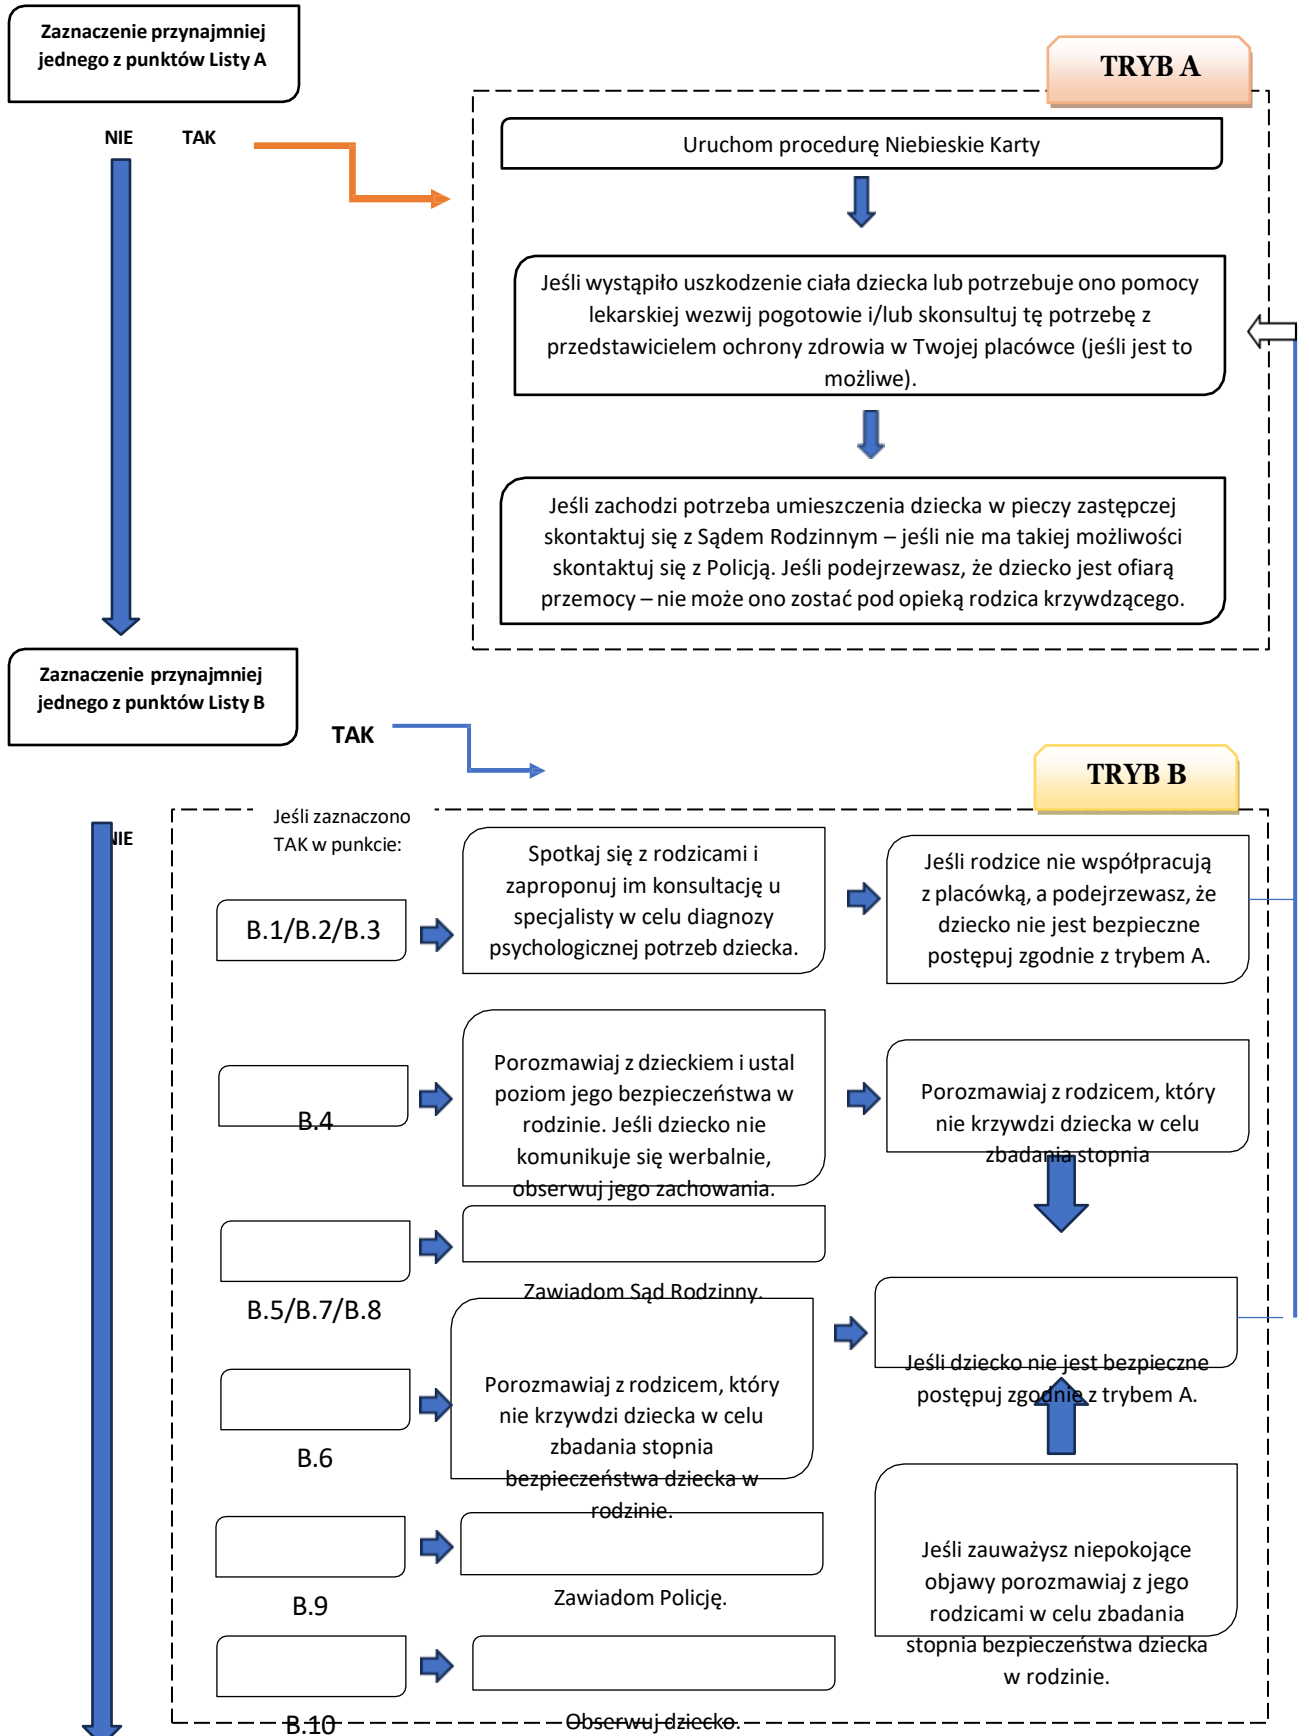 Zaznaczenie przynajmniej
jednego z punktów Listy A
NIE TAK
TRYB A
Uruchom procedurę Niebieskie Karty
Jeśli wystąpiło uszkodzenie ciała dziecka lub potrzebuje ono pomocy
lekarskiej wezwij pogotowie i/lub skonsultuj tę potrzebę z
przedstawicielem ochrony zdrowia w Twojej placówce (jeśli jest to
możliwe).
Jeśli zachodzi potrzeba umieszczenia dziecka w pieczy zastępczej
skontaktuj się z Sądem Rodzinnym – jeśli nie ma takiej możliwości
skontaktuj się z Policją. Jeśli podejrzewasz, że dziecko jest ofiarą
przemocy – nie może ono zostać pod opieką rodzica krzywdzącego.
Zaznaczenie przynajmniej
jednego z punktów Listy B
TAK
TRYB B
NIE
Jeśli zaznaczono
TAK w punkcie:
B.1/B.2/B.3
Spotkaj się z rodzicami i
zaproponuj im konsultację u
specjalisty w celu diagnozy
psychologicznej potrzeb dziecka.
Jeśli rodzice nie współpracują
z placówką, a podejrzewasz, że
dziecko nie jest bezpieczne
postępuj zgodnie z trybem A.
B.4
Porozmawiaj z dzieckiem i ustal
poziom jego bezpieczeństwa w
rodzinie. Jeśli dziecko nie
komunikuje się werbalnie,
obserwuj jego zachowania.
Porozmawiaj z rodzicem, który
nie krzywdzi dziecka w celu
zbadania stopnia
B.5/B.7/B.8
Zawiadom Sąd Rodzinny.
Jeśli dziecko nie jest bezpieczne
postępuj zgodnie z trybem A.
B.6
Porozmawiaj z rodzicem, który
nie krzywdzi dziecka w celu
zbadania stopnia
bezpieczeństwa dziecka w
rodzinie.
B.9
Zawiadom Policję.
Jeśli zauważysz niepokojące
objawy porozmawiaj z jego
rodzicami w celu zbadania
stopnia bezpieczeństwa dziecka
w rodzinie.
B.10
Obserwuj dziecko.